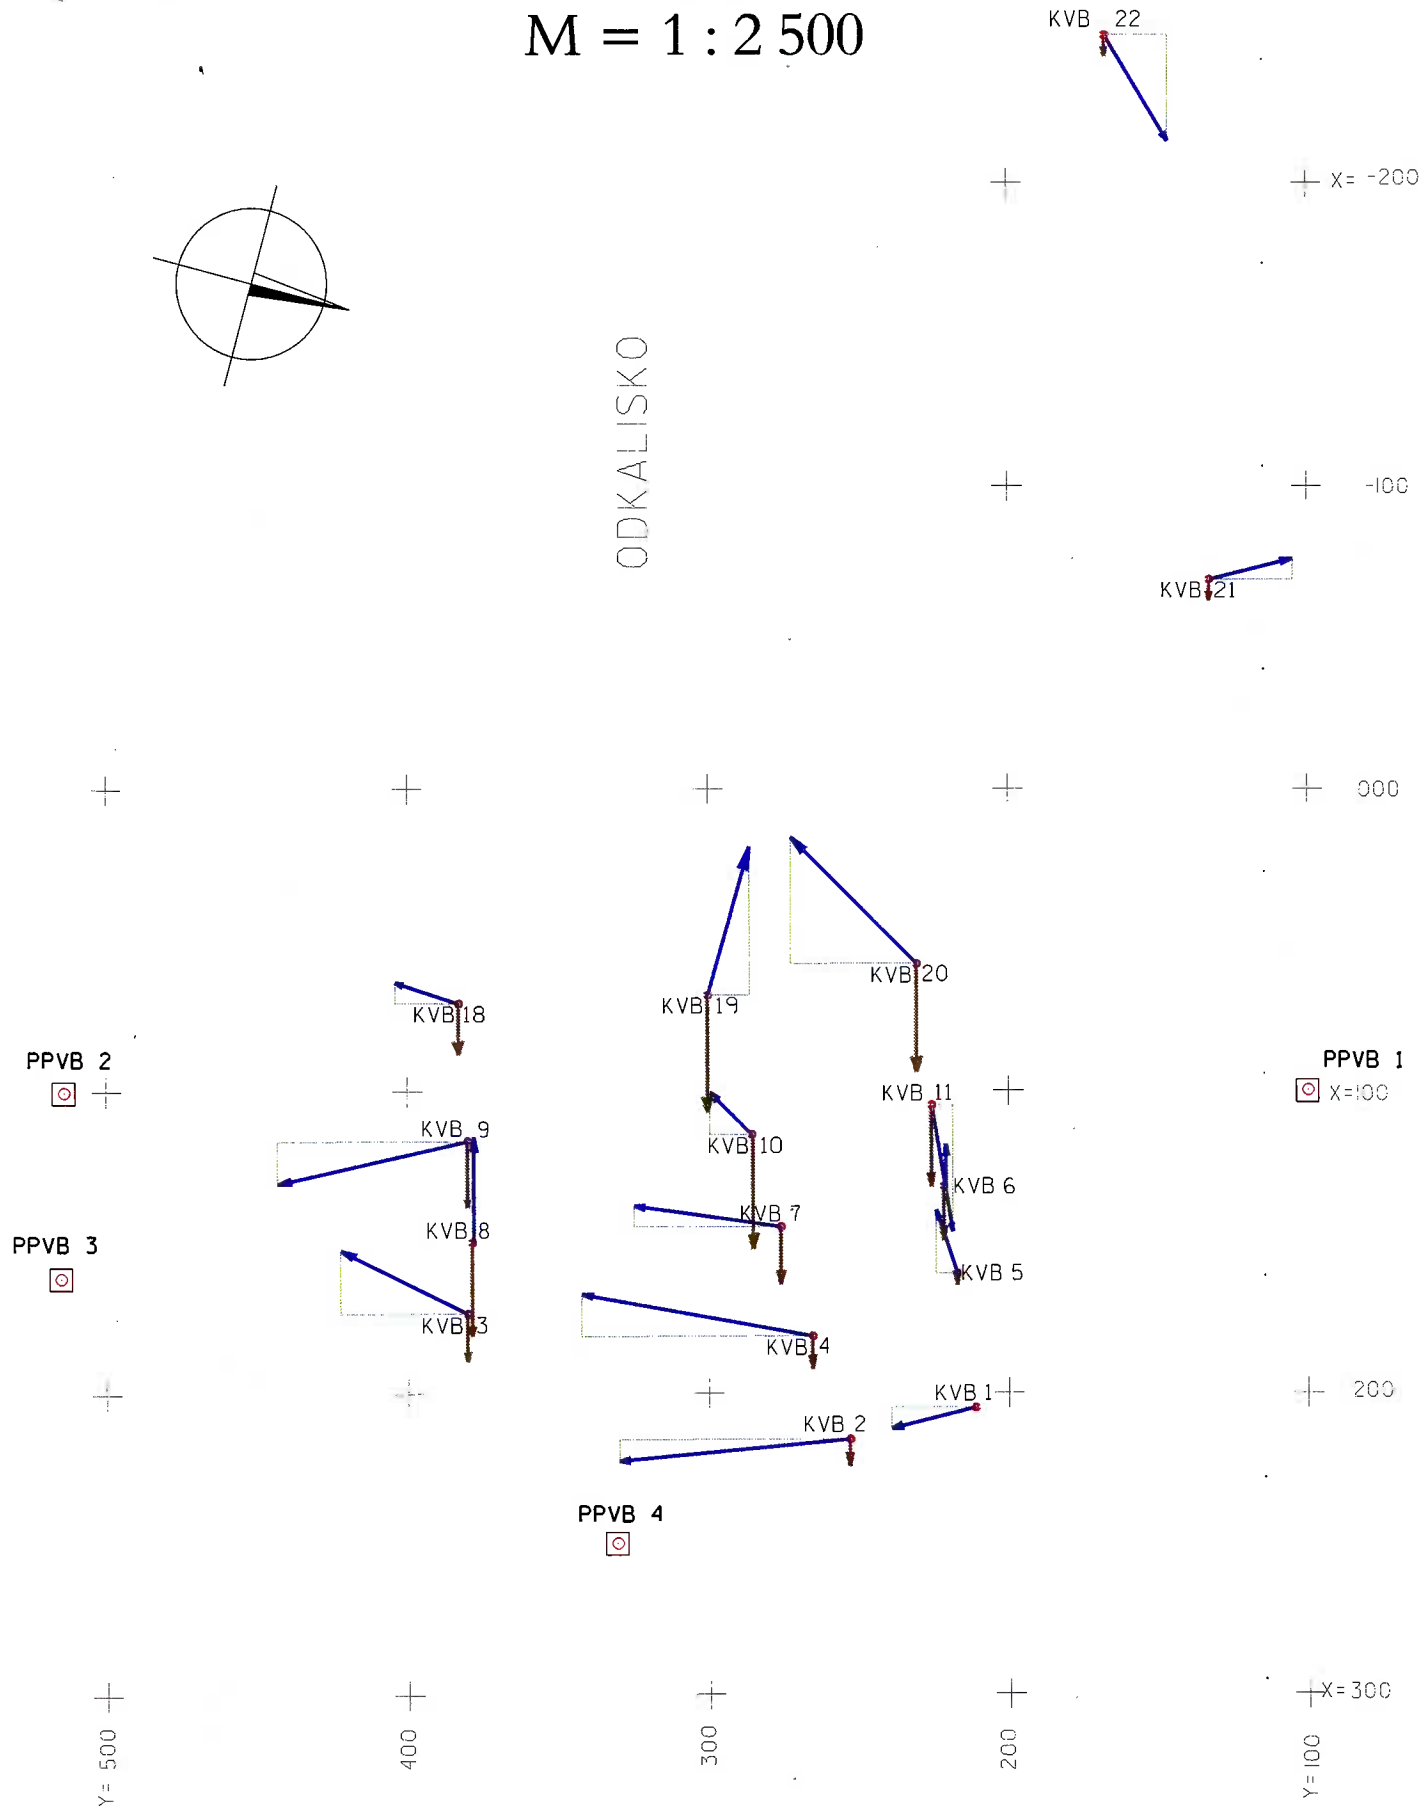 M = 1 : 2 500
KVB 22
X= -200
ODKALISKO
-100
KVB 21
000
KVB 20
KVB 19
KVB 18
PPVB 2
PPVB 1
X=100
KVB 11
KVB 9
KVB 10
KVB 6
KVB 7
KVB 8
PPVB 3
KVB 5
KVB 3
KVB 4
200
KVB 1
KVB 2
PPVB 4
X=300
Y= 500
400
300
200
Y=100